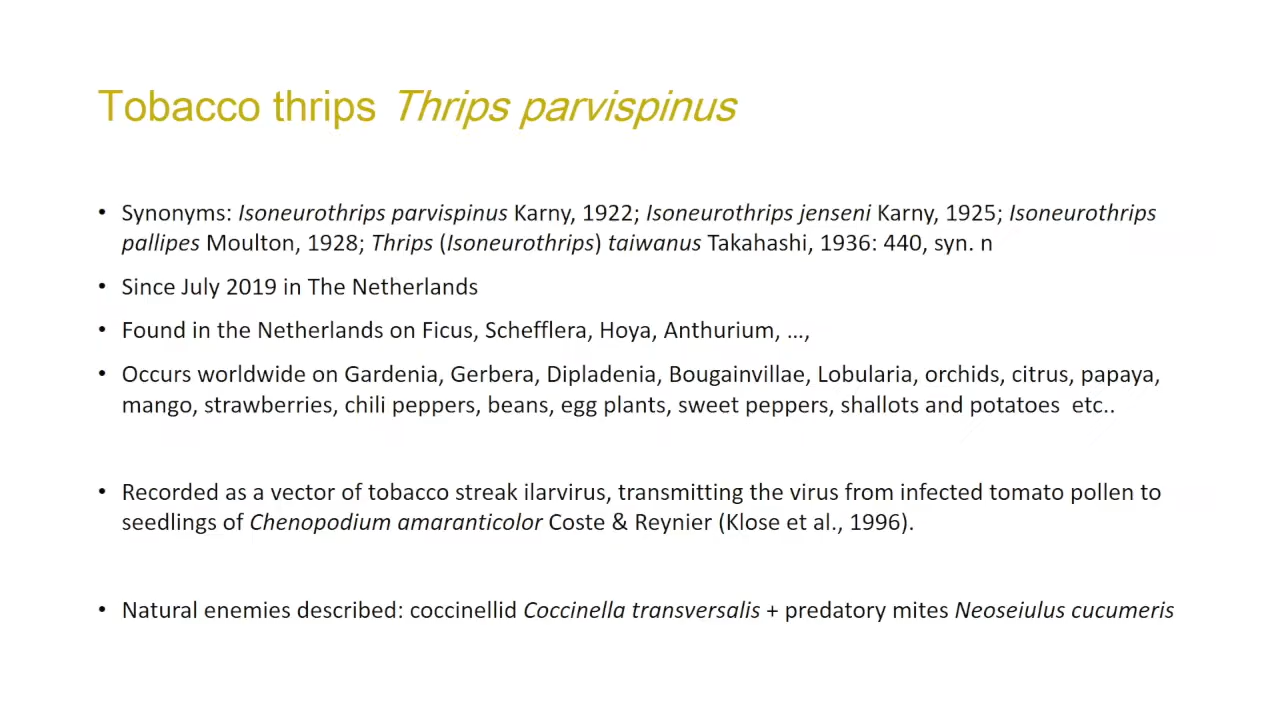 Tobacco thrips Thrips parvispinus
• Synonyms: Isoneurothrips parvispinus Karny, 1922; Isoneurothrips jenseni Karny, 1925; Isoneurothrips
pallipes Moulton, 1928; Thrips (Isoneurothrips) taiwanus Takahashi, 1936: 440, syn. n
• Since July 2019 in The Netherlands
• Found in the Netherlands on Ficus, Schefflera, Hoya, Anthurium, …,
• Occurs worldwide on Gardenia, Gerbera, Dipladenia, Bougainvillae, Lobularia, orchids, citrus, papaya,
mango, strawberries, chili peppers, beans, egg plants, sweet peppers, shallots and potatoes  etc..
• Recorded as a vector of tobacco streak ilarvirus, transmitting the virus from infected tomato pollen to
seedlings of Chenopodium amaranticolor Coste & Reynier (Klose et al., 1996).
• Natural enemies described: coccinellid Coccinella transversalis + predatory mites Neoseiulus cucumeris